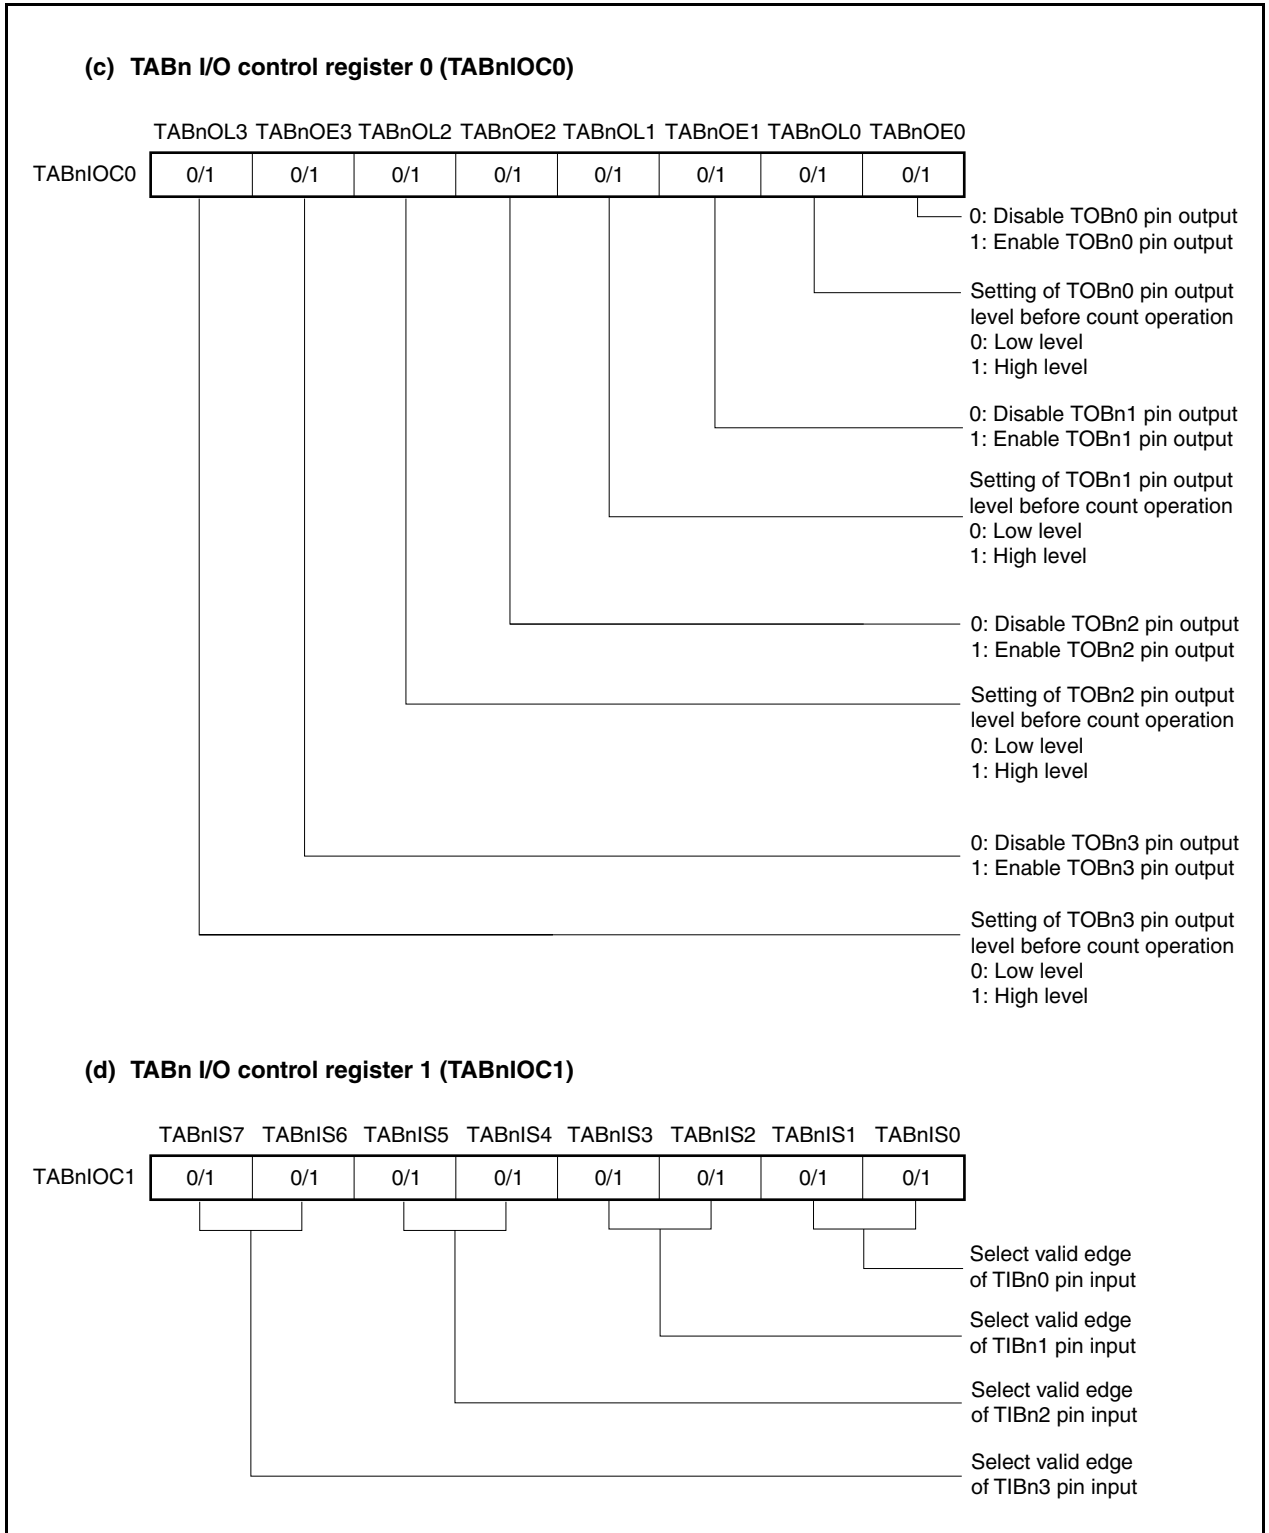 (c) TABn I/O control register 0 (TABnIOC0)
TABnOL3 TABnOE3 TABnOL2 TABnOE2 TABnOL1 TABnOE1 TABnOL0 TABnOE0
TABnIOC0 0/1 0/1 0/1 0/1 0/1 0/1 0/1 0/1
0: Disable TOBn0 pin output
1: Enable TOBn0 pin output
Setting of TOBn0 pin output
level before count operation
0: Low level
1: High level
0: Disable TOBn1 pin output
1: Enable TOBn1 pin output
Setting of TOBn1 pin output
level before count operation
0: Low level
1: High level
0: Disable TOBn2 pin output
1: Enable TOBn2 pin output
Setting of TOBn2 pin output
level before count operation
0: Low level
1: High level
0: Disable TOBn3 pin output
1: Enable TOBn3 pin output
Setting of TOBn3 pin output
level before count operation
0: Low level
1: High level
(d) TABn I/O control register 1 (TABnIOC1)
TABnIS7 TABnIS6 TABnIS5 TABnIS4 TABnIS3 TABnIS2 TABnIS1 TABnIS0
TABnIOC1 0/1 0/1 0/1 0/1 0/1 0/1 0/1 0/1
Select valid edge
of TIBn0 pin input
Select valid edge
of TIBn1 pin input
Select valid edge
of TIBn2 pin input
Select valid edge
of TIBn3 pin input